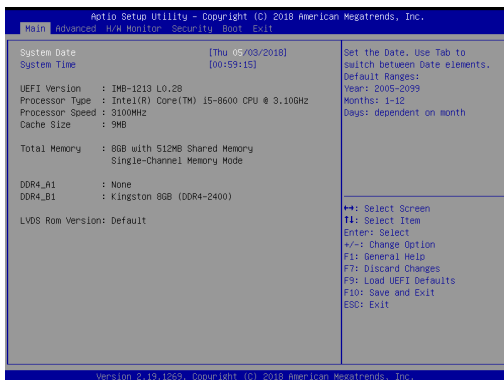 Aptio Setup Utility – Copyright (C) 2018 American Megatrends, Inc.
Main Advanced H/W Monitor Security Boot Exit
System Date [Thu 05/03/2018]
System Time [00:59:15]
UEFI Version : IMB-1213 L0.28
Processor Type : Intel(R) Core(TM) i5-8600 CPU @ 3.10GHz
Processor Speed : 3100MHz
Cache Size : 9MB
Total Memory : 8GB with 512MB Shared Memory
Single-Channel Memory Mode
DDR4_A1 : None
DDR4_B1 : Kingston 8GB (DDR4-2400)
LVDS Rom Version: Default
Set the Date. Use Tab to
switch between Date elements.
Default Ranges:
Year: 2005-2099
Months: 1-12
Days: dependent on month
↔: Select Screen
↑↓: Select Item
Enter: Select
+/-: Change Option
F1: General Help
F7: Discard Changes
F9: Load UEFI Defaults
F10: Save and Exit
ESC: Exit
Version 2.19.1269. Copyright (C) 2018 American Megatrends, Inc.